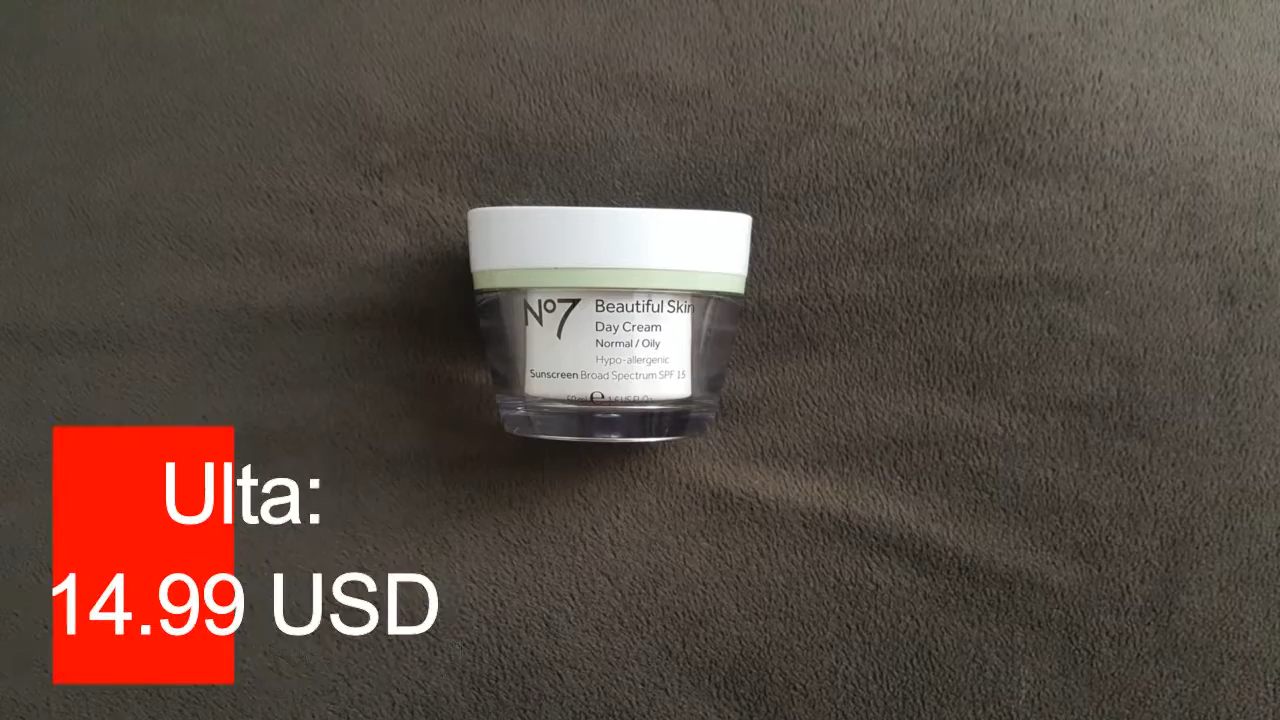 No7
Beautiful Skin
Day Cream
Normal / Oily
Hypo-allergenic
Sunscreen Broad Spectrum SPF 15
Ulta:
14.99 USD